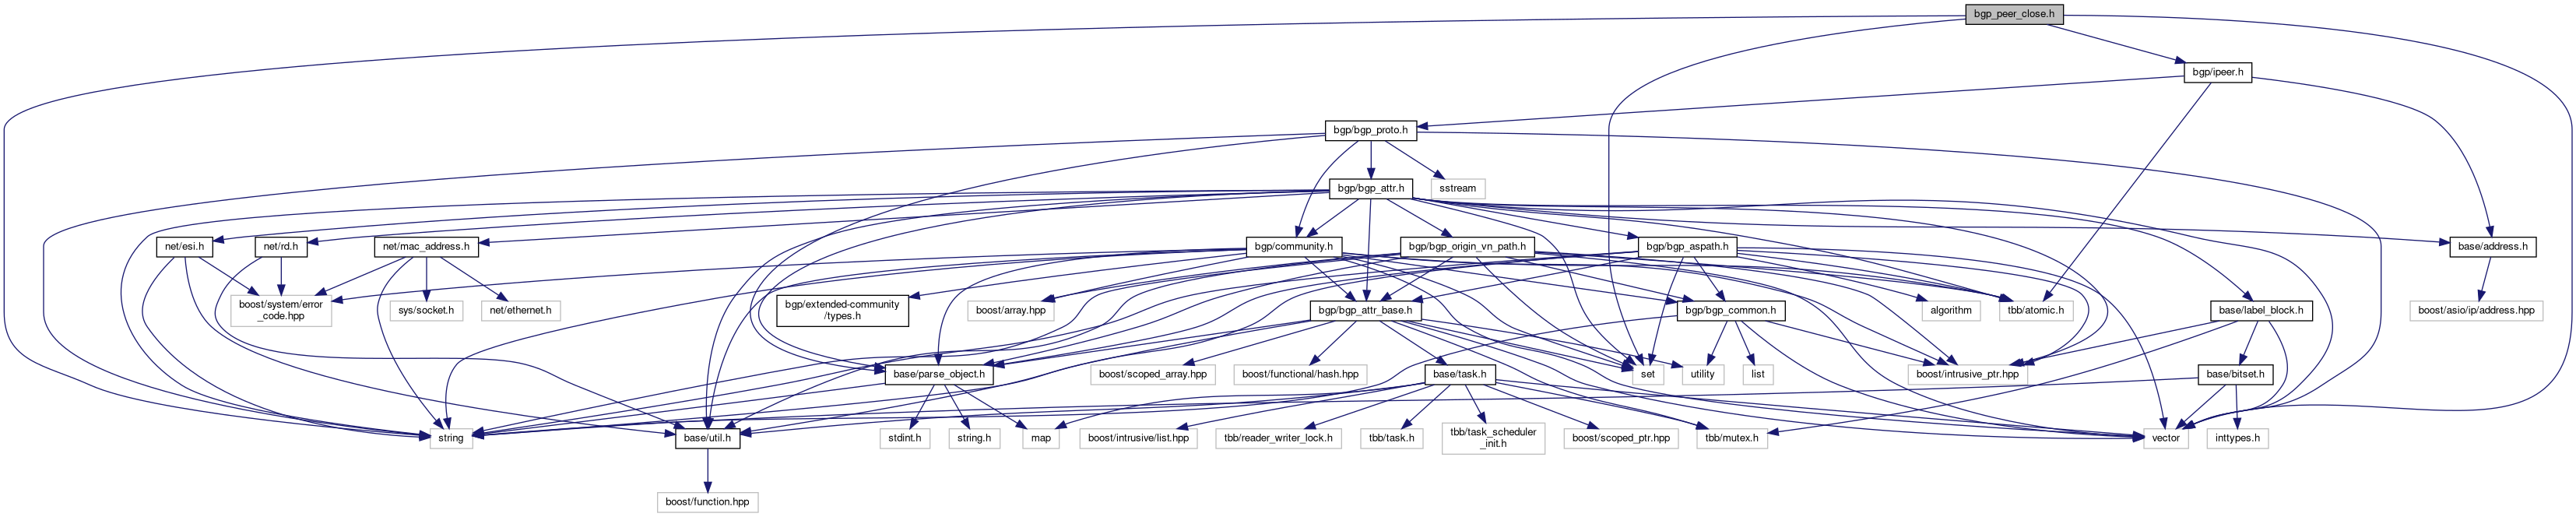 bgp_peer_close.h
bgp/ipeer.h
bgp/bgp_proto.h
bgp/bgp_attr.h
sstream
net/esi.h
net/rd.h
net/mac_address.h
bgp/community.h
bgp/bgp_origin_vn_path.h
bgp/bgp_aspath.h
base/address.h
boost/system/error
_code.hpp
sys/socket.h
net/ethernet.h
bgp/extended-community
/types.h
boost/array.hpp
bgp/bgp_attr_base.h
bgp/bgp_common.h
algorithm
tbb/atomic.h
base/label_block.h
boost/asio/ip/address.hpp
base/parse_object.h
boost/scoped_array.hpp
boost/functional/hash.hpp
base/task.h
set
utility
list
boost/intrusive_ptr.hpp
base/bitset.h
string
base/util.h
stdint.h
string.h
map
boost/intrusive/list.hpp
tbb/reader_writer_lock.h
tbb/task.h
tbb/task_scheduler
_init.h
boost/scoped_ptr.hpp
tbb/mutex.h
vector
inttypes.h
boost/function.hpp